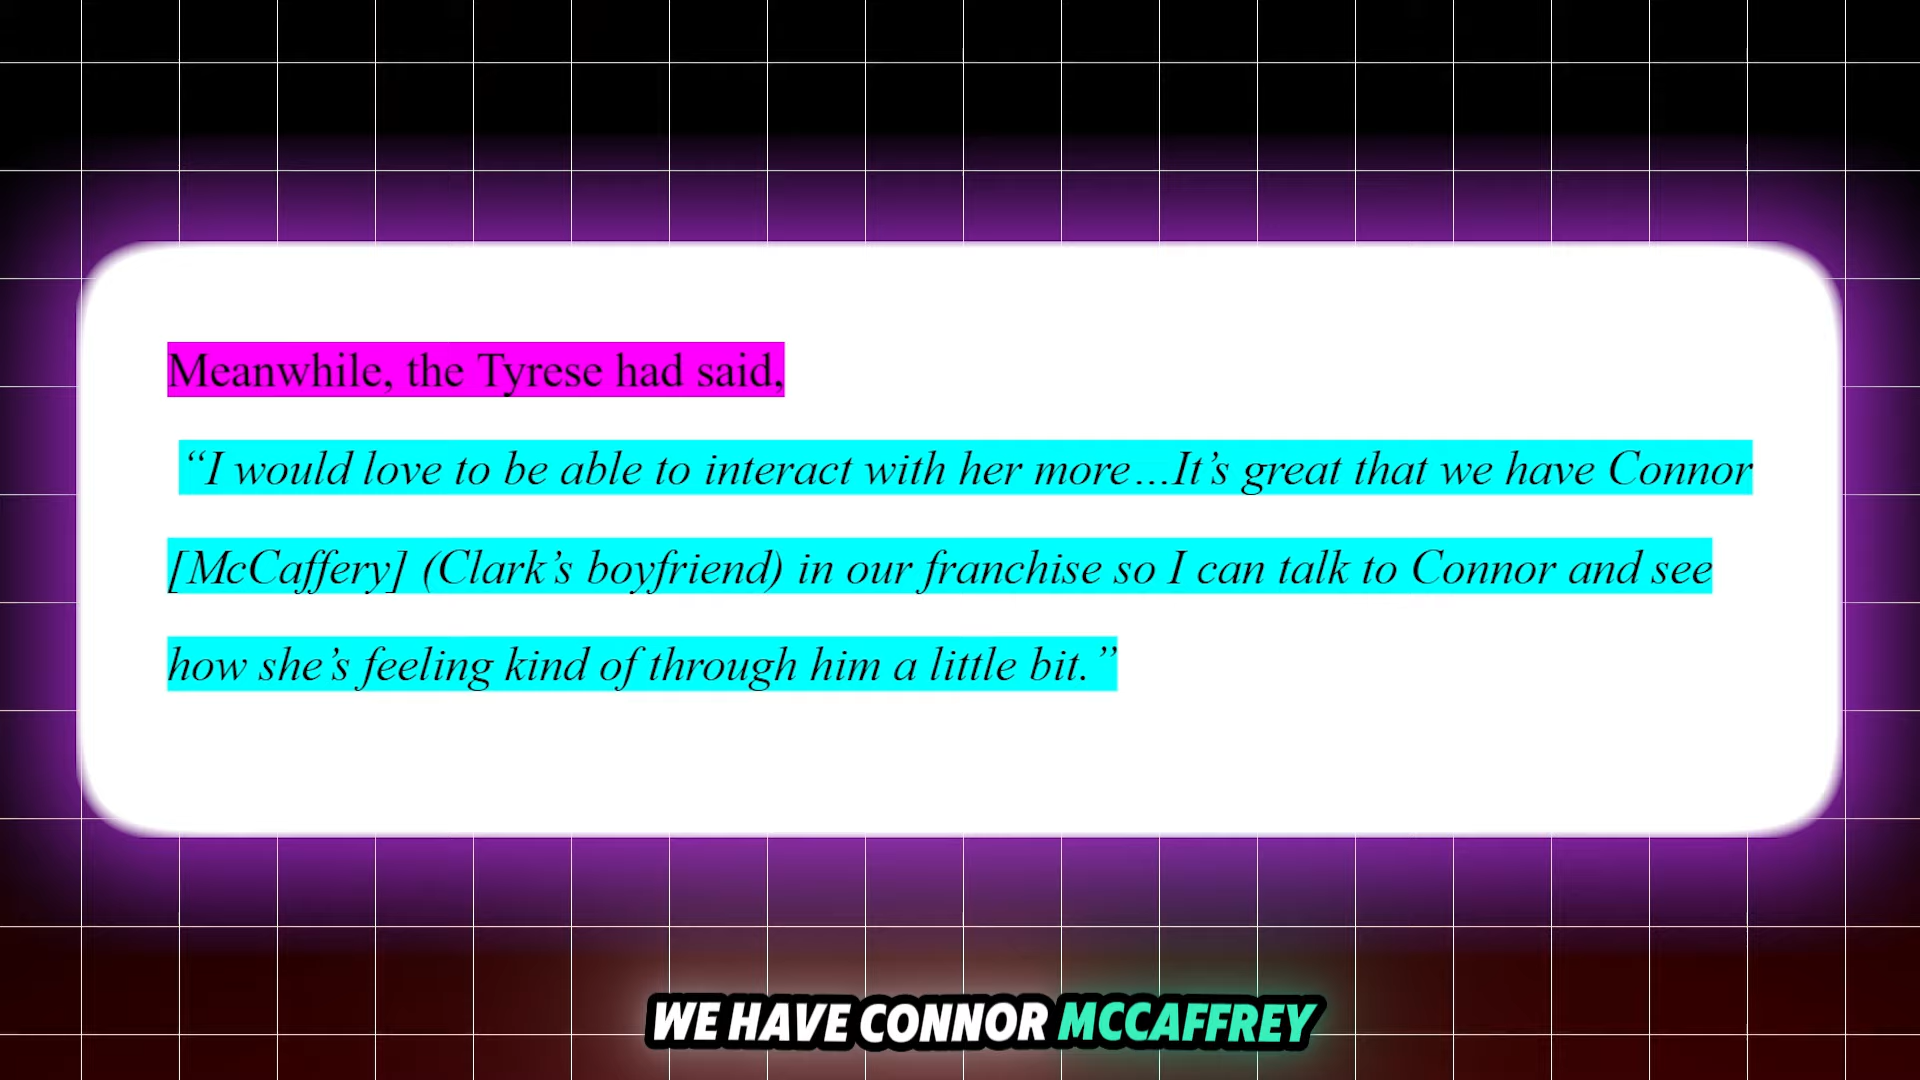 Meanwhile, the Tyrese had said,
“I would love to be able to interact with her more…It’s great that we have Connor
[McCaffery] (Clark’s boyfriend) in our franchise so I can talk to Connor and see
how she’s feeling kind of through him a little bit.”
WE HAVE CONNOR MCCAFFREY